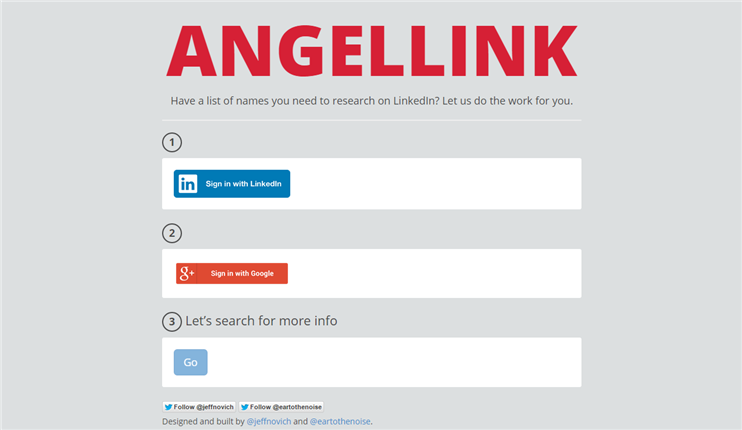 ANGELLINK
Have a list of names you need to research on LinkedIn? Let us do the work for you.
1
in Sign in with LinkedIn
2
g+ Sign in with Google
3 Let's search for more info
Go
Follow @jeffnovich Follow @eartothenoise
Designed and built by @jeffnovich and @eartothenoise.